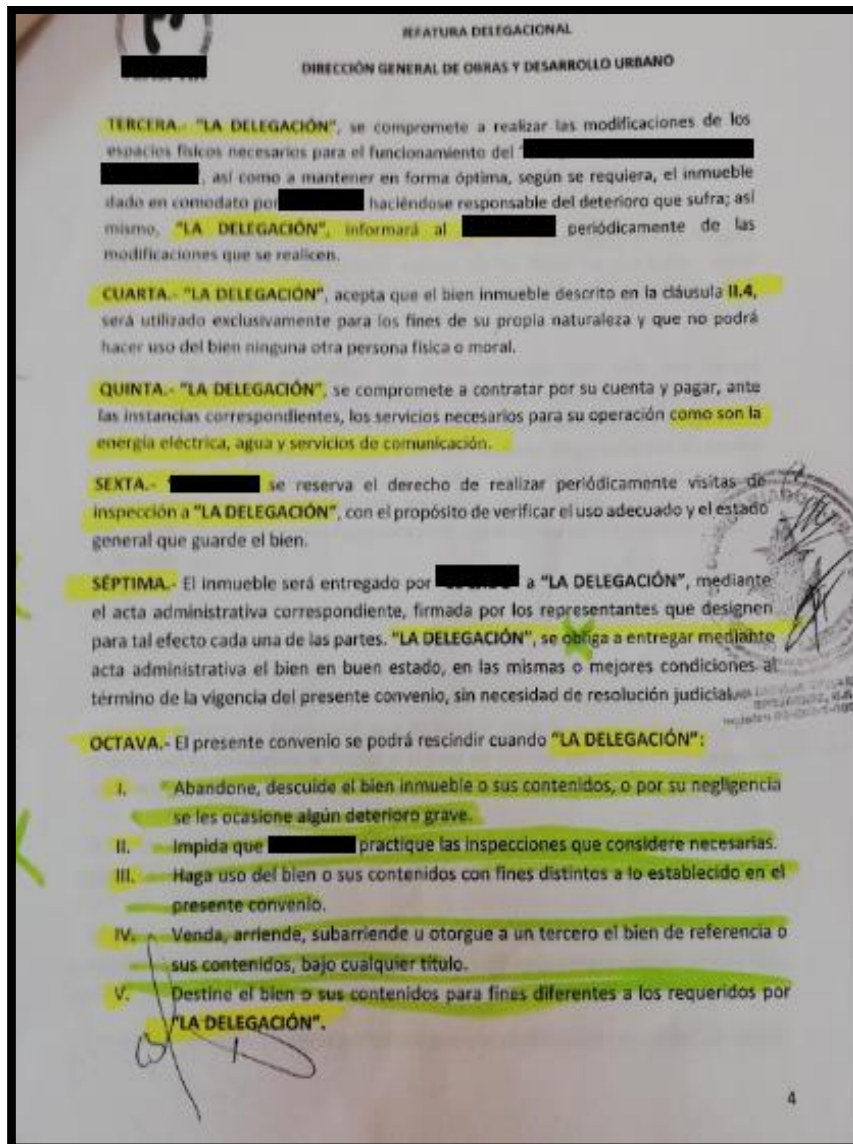 JEFATURA DELEGACIONAL
DIRECCIÓN GENERAL DE OBRAS Y DESARROLLO URBANO
TERCERA.- "LA DELEGACIÓN", se compromete a realizar las modificaciones de los
espacios físicos necesarios para el funcionamiento del "
, así como a mantener en forma óptima, según se requiera, el inmueble
dado en comodato por haciéndose responsable del deterioro que sufra; así
mismo, "LA DELEGACIÓN", informará al periódicamente de las
modificaciones que se realicen.
CUARTA.- "LA DELEGACIÓN", acepta que el bien inmueble descrito en la cláusula II.4,
será utilizado exclusivamente para los fines de su propia naturaleza y que no podrá
hacer uso del bien ninguna otra persona física o moral.
QUINTA.- "LA DELEGACIÓN", se compromete a contratar por su cuenta y pagar, ante
las instancias correspondientes, los servicios necesarios para su operación como son la
energía eléctrica, agua y servicios de comunicación.
SEXTA.- se reserva el derecho de realizar periódicamente visitas de
inspección a "LA DELEGACIÓN", con el propósito de verificar el uso adecuado y el estado
general que guarde el bien.
SÉPTIMA.- El inmueble será entregado por a "LA DELEGACIÓN", mediante
el acta administrativa correspondiente, firmada por los representantes que designen
para tal efecto cada una de las partes. "LA DELEGACIÓN", se obliga a entregar mediante
acta administrativa el bien en buen estado, en las mismas o mejores condiciones al
término de la vigencia del presente convenio, sin necesidad de resolución judicial.
OCTAVA.- El presente convenio se podrá rescindir cuando "LA DELEGACIÓN":
I. Abandone, descuide el bien inmueble o sus contenidos, o por su negligencia
se les ocasione algún deterioro grave.
II. Impida que practique las inspecciones que considere necesarias.
III. Haga uso del bien o sus contenidos con fines distintos a lo establecido en el
presente convenio.
IV. Venda, arriende, subarriende u otorgue a un tercero el bien de referencia o
sus contenidos, bajo cualquier título.
V. Destine el bien o sus contenidos para fines diferentes a los requeridos por
"LA DELEGACIÓN".
4